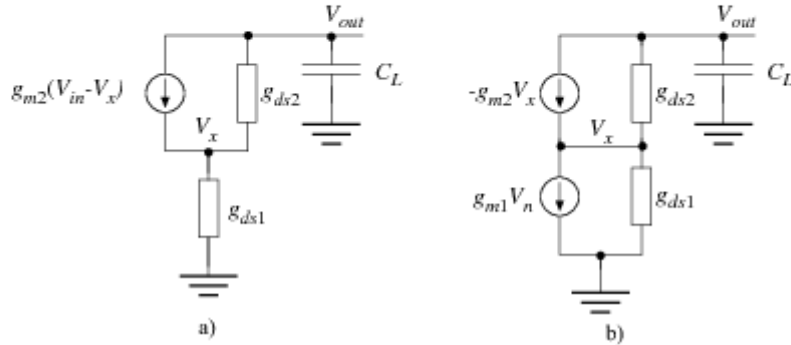 V_out
g_m2(V_in-V_x)
g_ds2
C_L
V_x
g_ds1
a)
V_out
-g_m2V_x
g_ds2
C_L
V_x
g_m1V_n
g_ds1
b)